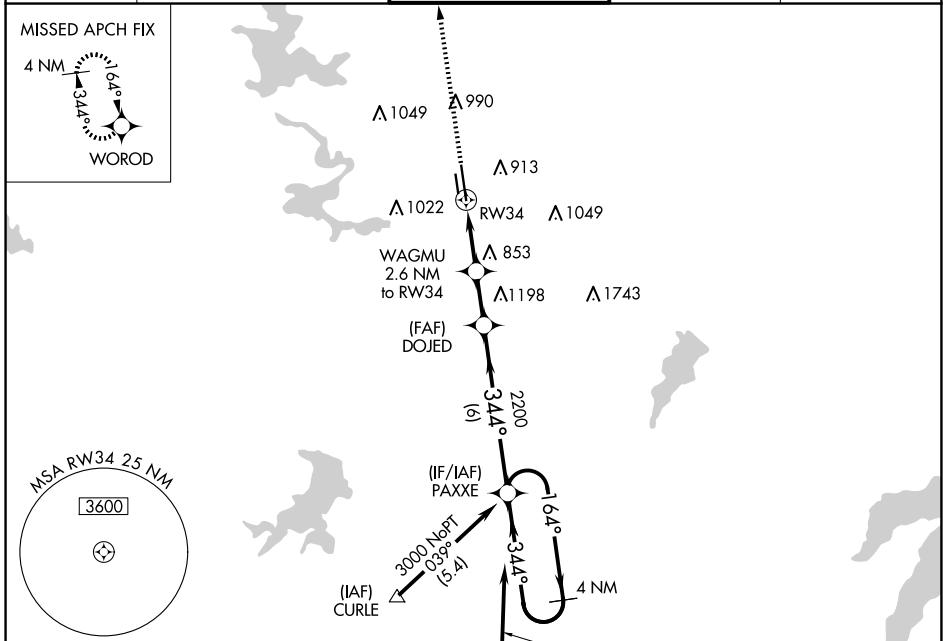 MISSED APCH FIX
4 NM
164°
344°
WOROD
1049
990
913
1022
RW34
1049
WAGMU
2.6 NM
to RW34
853
1198
1743
(FAF)
DOJED
2200
344°
(6)
(IF/IAF)
PAXXE
164°
344°
4 NM
3000 NoPT
039°
(5.4)
(IAF)
CURLE
MSA RW34 25 NM
3600